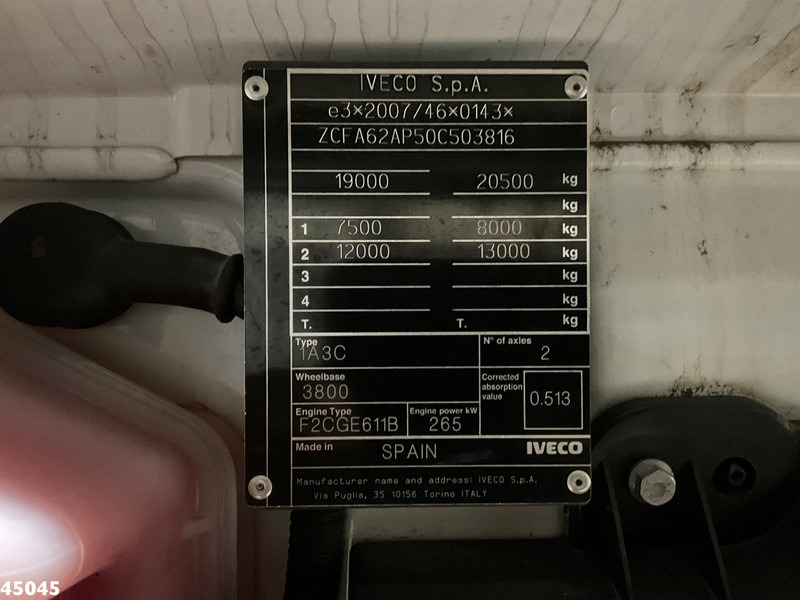 IVECO S.p.A.
e3×2007/46×0143×
ZCFA62AP50C503816
19000 20500 kg
kg
1 7500 8000 kg
2 12000 13000 kg
3 kg
4 kg
T. T. kg
Type N° of axles
1A3C 2
Wheelbase Corrected absorption value
3800 0.513
Engine Type Engine power kW
F2CGE611B 265
Made in SPAIN IVECO
Manufacturer name and address: IVECO S.p.A.
Via Puglia, 35 10156 Torino ITALY
45045